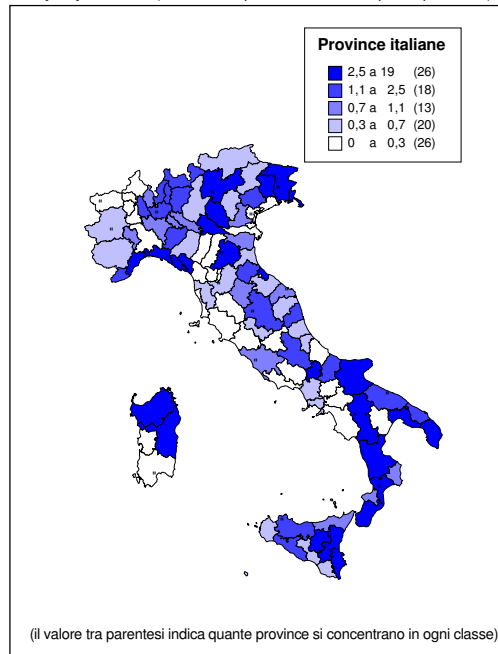 Province italiane
2,5 a 19 (26)
1,1 a 2,5 (18)
0,7 a 1,1 (13)
0,3 a 0,7 (20)
0 a 0,3 (26)
(il valore tra parentesi indica quante province si concentrano in ogni classe)